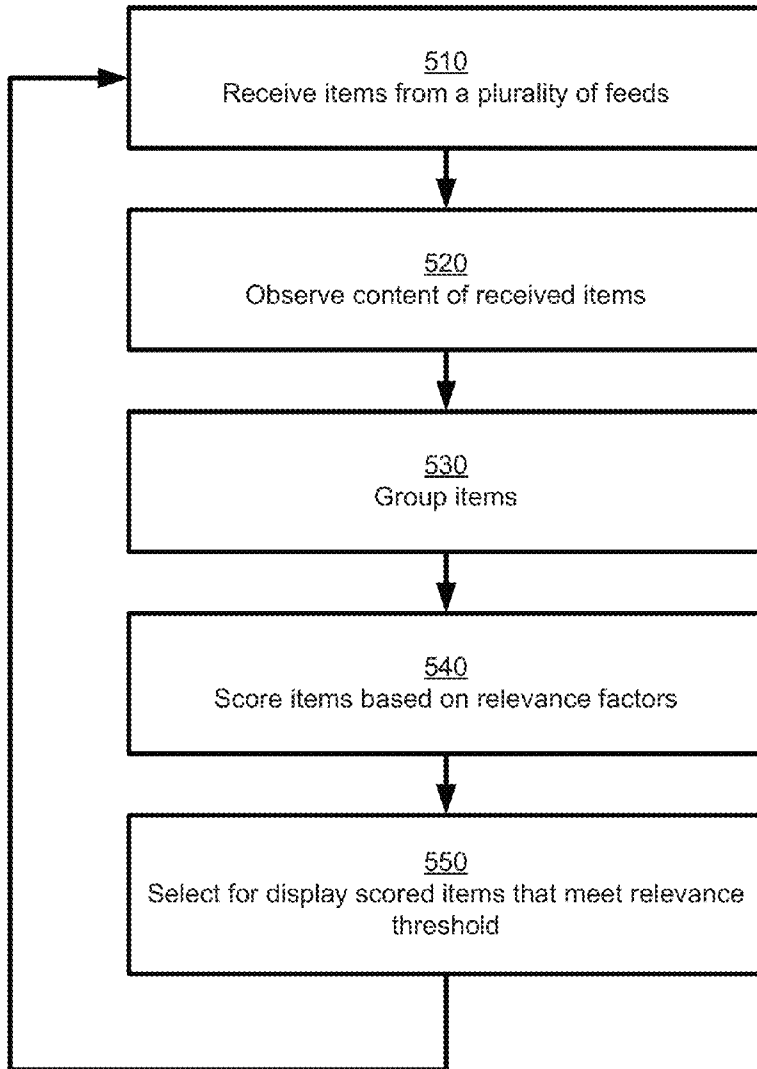 510
Receive items from a plurality of feeds
520
Observe content of received items
530
Group items
540
Score items based on relevance factors
550
Select for display scored items that meet relevance
threshold